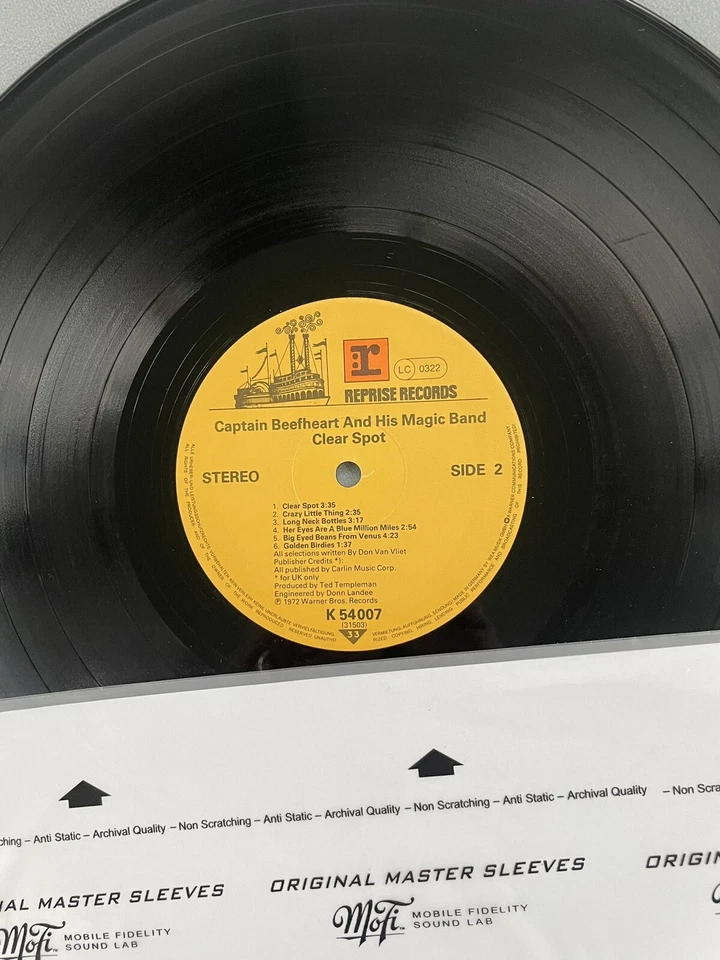 r
LC 0322
REPRISE RECORDS
Captain Beefheart And His Magic Band
Clear Spot
STEREO
SIDE 2
1. Clear Spot 3:35
2. Crazy Little Thing 2:35
3. Long Neck Bottles 3:17
4. Her Eyes Are A Blue Million Miles 2:54
5. Big Eyed Beans From Venus 4:23
6. Golden Birdies 1:37
All selections written By Don Van Vliet
Publisher Credits *):
All published by Carlin Music Corp.
* for UK only
Produced by Ted Templeman
Engineered by Donn Landee
℗ 1972 Warner Bros. Records
K 54007
(31503)
33
ching – Anti Static – Archival Quality – Non Scratching – Anti Static – Archival Quality – Non Scratching – Anti Static – Archival Quality – Non Scra
AL MASTER SLEEVES ORIGINAL MASTER SLEEVES ORIGIN
MoFi™ MOBILE FIDELITY SOUND LAB
MoFi™ MOBILE FIDELITY SOUND LAB